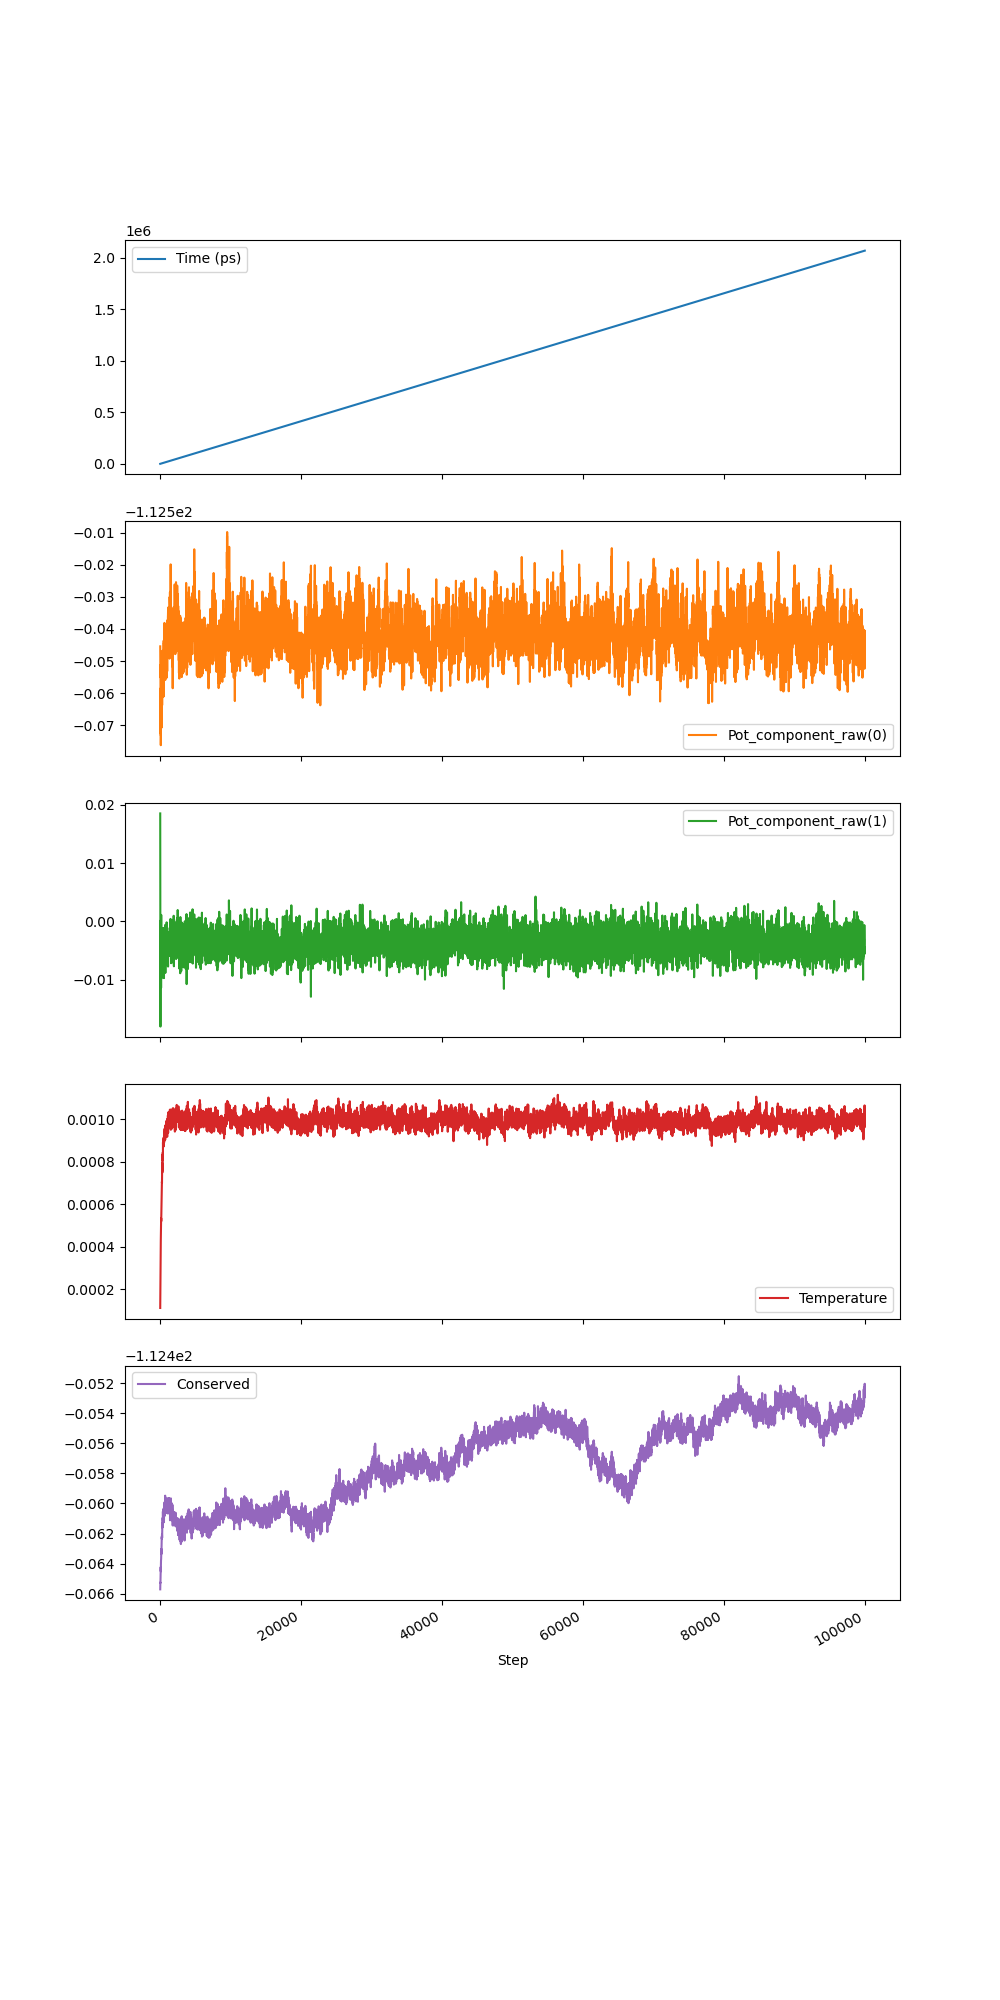 1e6
Time (ps)
2.0
1.5
1.0
0.5
0.0
−1.125e2
−0.01
−0.02
−0.03
−0.04
−0.05
−0.06
−0.07
Pot_component_raw(0)
0.02
Pot_component_raw(1)
0.01
0.00
−0.01
0.0010
0.0008
0.0006
0.0004
0.0002
Temperature
−1.124e2
Conserved
−0.052
−0.054
−0.056
−0.058
−0.060
−0.062
−0.064
−0.066
0 20000 40000 60000 80000 100000
Step